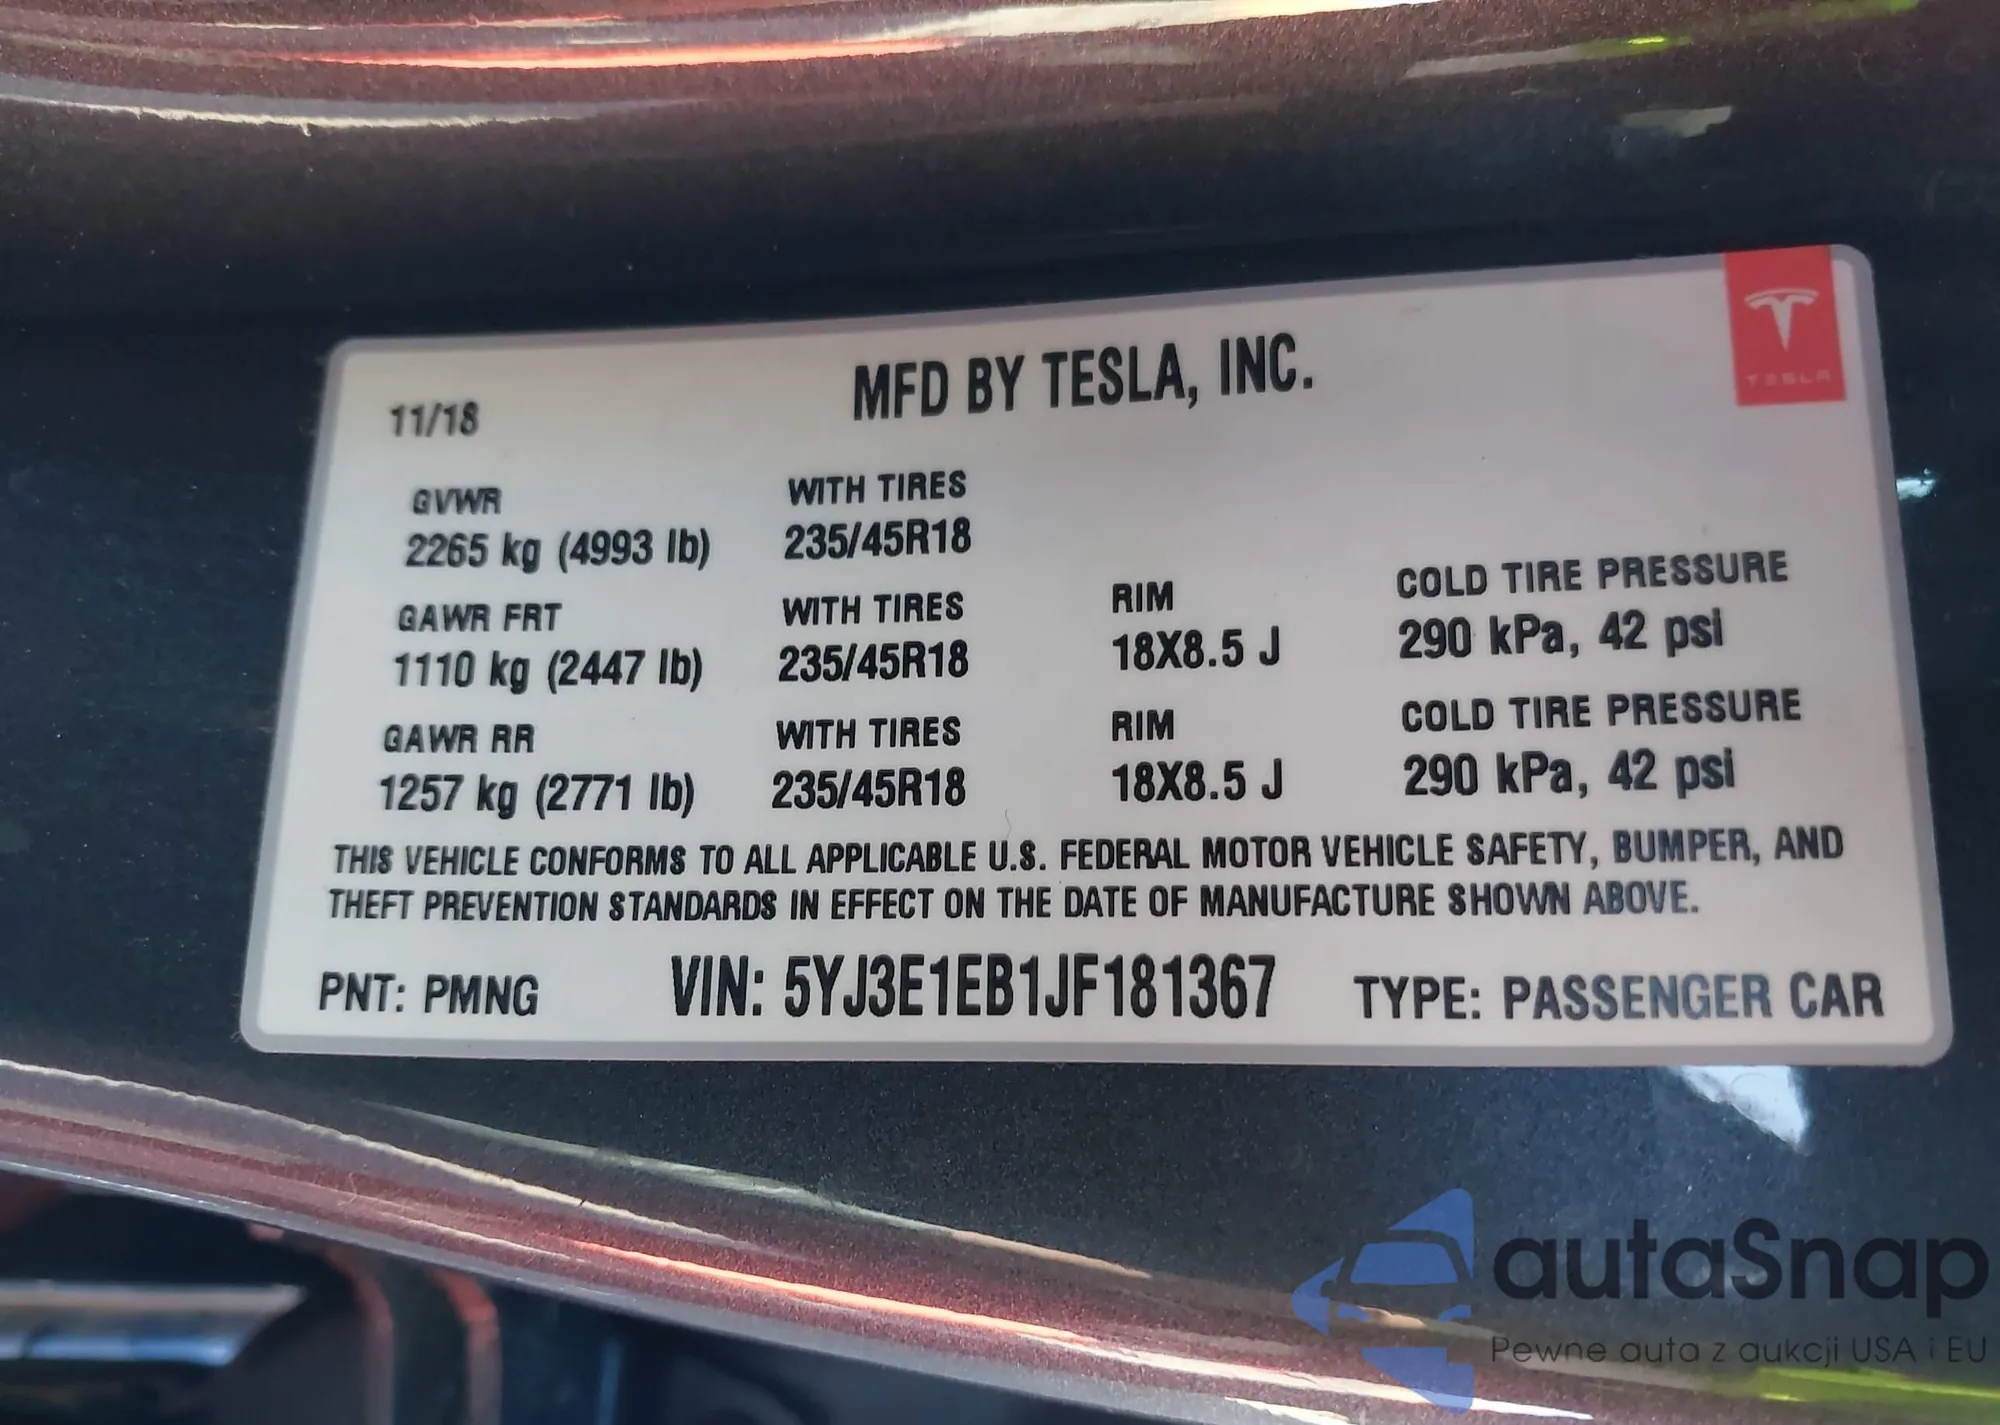 TESLA
MFD BY TESLA, INC.
11/18
GVWR WITH TIRES
2265 kg (4993 lb) 235/45R18
GAWR FRT WITH TIRES RIM COLD TIRE PRESSURE
1110 kg (2447 lb) 235/45R18 18X8.5 J 290 kPa, 42 psi
GAWR RR WITH TIRES RIM COLD TIRE PRESSURE
1257 kg (2771 lb) 235/45R18 18X8.5 J 290 kPa, 42 psi
THIS VEHICLE CONFORMS TO ALL APPLICABLE U.S. FEDERAL MOTOR VEHICLE SAFETY, BUMPER, AND
THEFT PREVENTION STANDARDS IN EFFECT ON THE DATE OF MANUFACTURE SHOWN ABOVE.
PNT: PMNG VIN: 5YJ3E1EB1JF181367 TYPE: PASSENGER CAR
autaSnap
Pewne auta z aukcji USA i EU